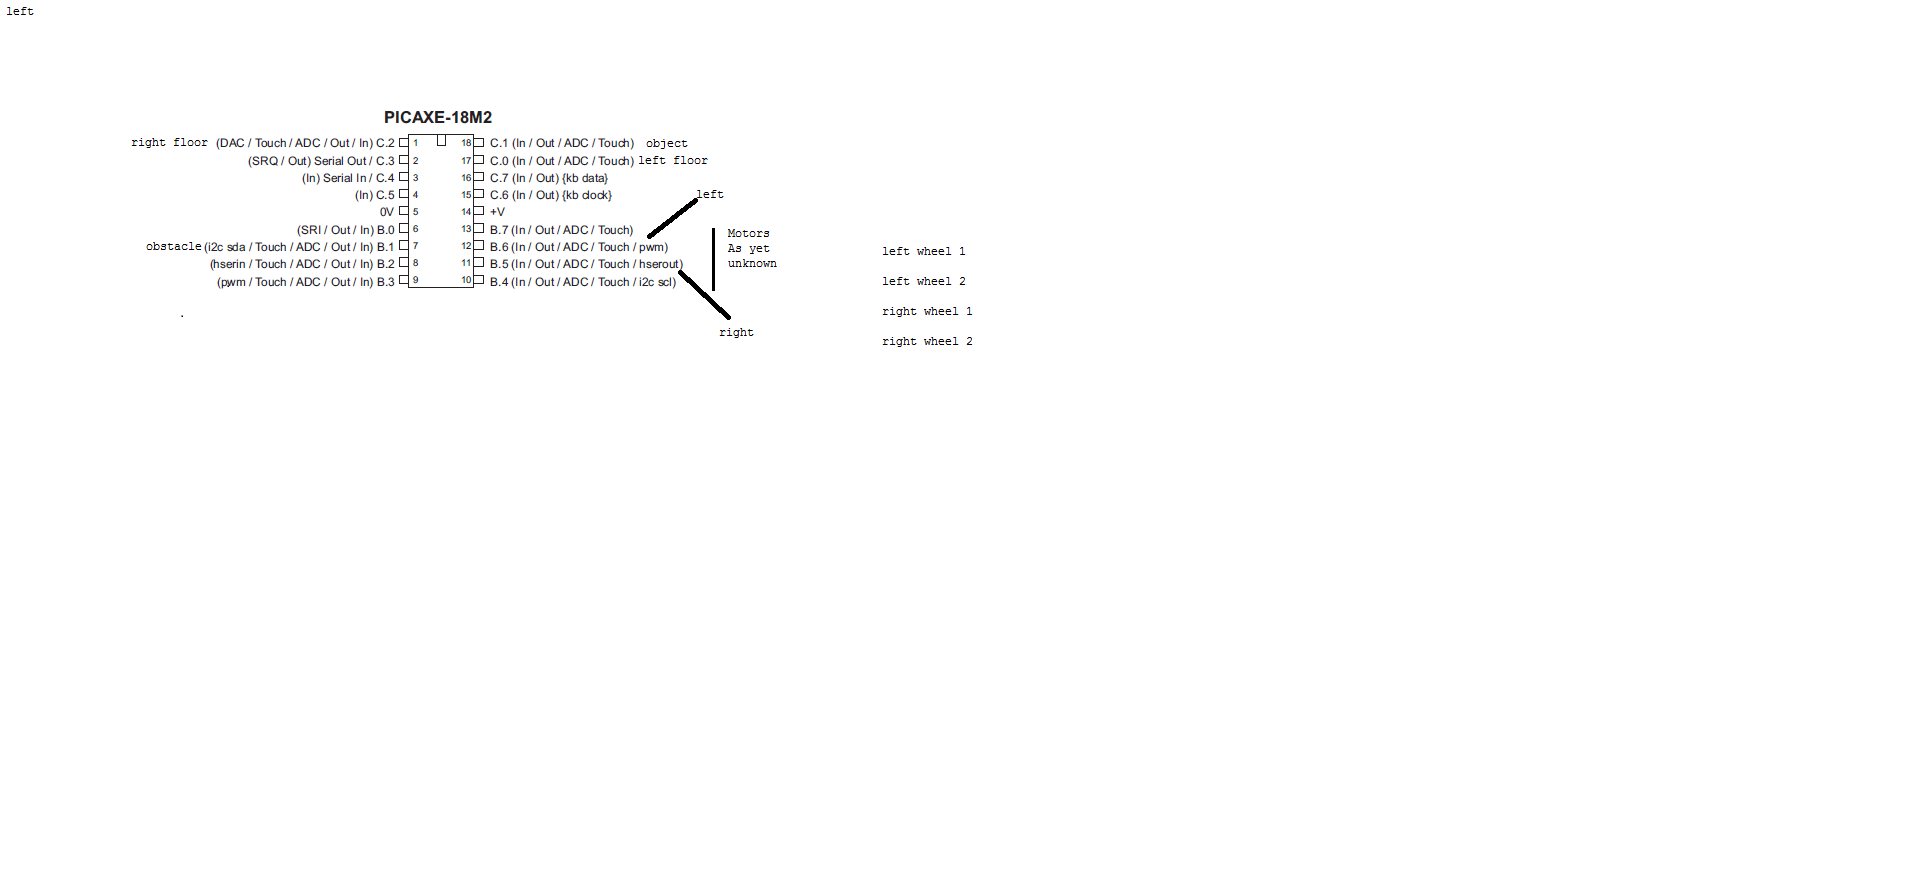 left
PICAXE-18M2
right floor (DAC / Touch / ADC / Out / In) C.2 1 18 C.1 (In / Out / ADC / Touch) object
(SRQ / Out) Serial Out / C.3 2 17 C.0 (In / Out / ADC / Touch) left floor
(In) Serial In / C.4 3 16 C.7 (In / Out) {kb data}
(In) C.5 4 15 C.6 (In / Out) {kb clock}
left
0V 5 14 +V
(SRI / Out / In) B.0 6 13 B.7 (In / Out / ADC / Touch)
obstacle (i2c sda / Touch / ADC / Out / In) B.1 7 12 B.6 (In / Out / ADC / Touch / pwm)
(hserin / Touch / ADC / Out / In) B.2 8 11 B.5 (In / Out / ADC / Touch / hserout)
(pwm / Touch / ADC / Out / In) B.3 9 10 B.4 (In / Out / ADC / Touch / i2c scl)
Motors
As yet
unknown
right
left wheel 1
left wheel 2
right wheel 1
right wheel 2